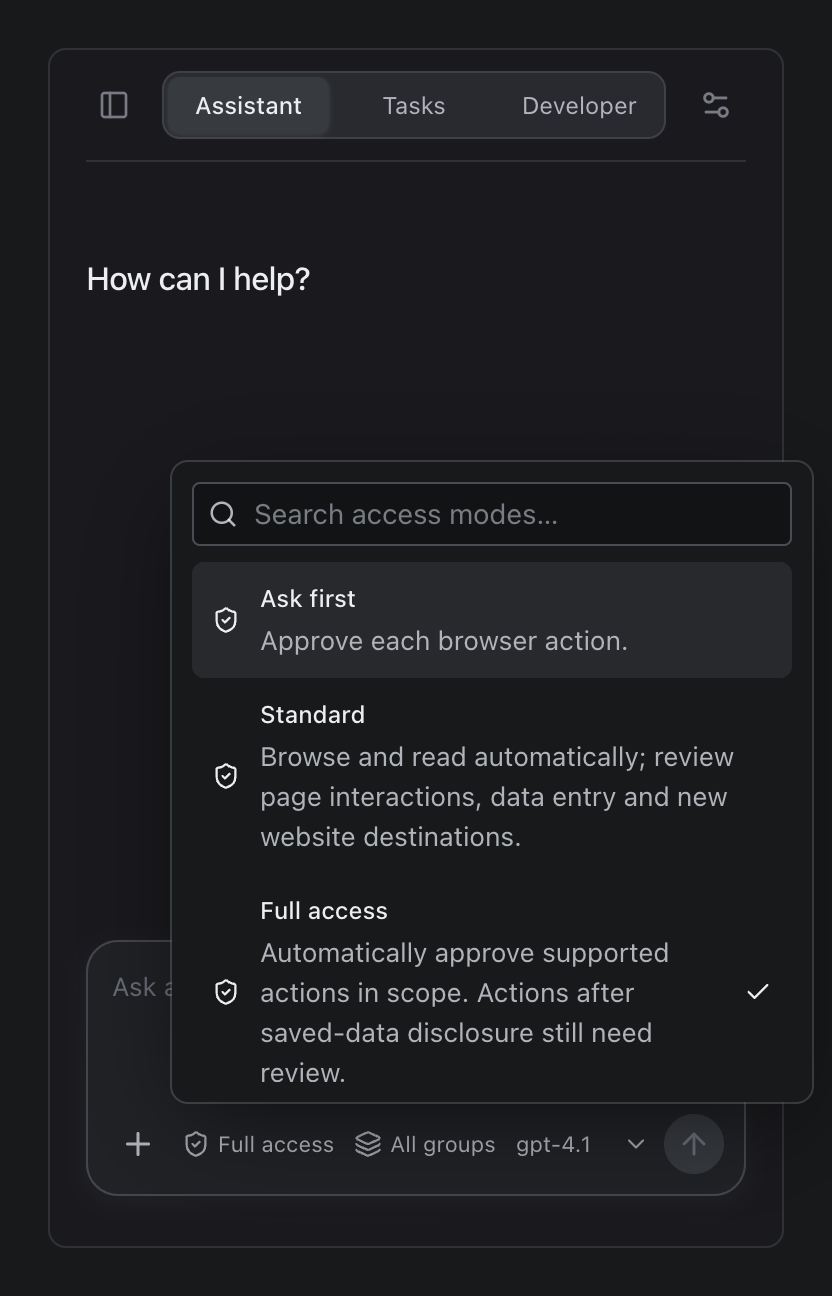 Assistant
Tasks
Developer
How can I help?
Search access modes...
Ask first
Approve each browser action.
Standard
Browse and read automatically; review
page interactions, data entry and new
website destinations.
Full access
Automatically approve supported
actions in scope. Actions after
saved-data disclosure still need
review.
Ask
Full access
All groups
gpt-4.1